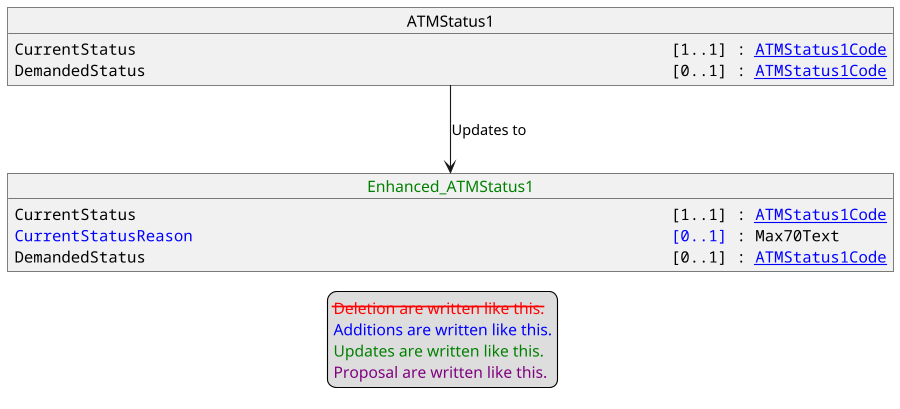 ATMStatus1
CurrentStatus [1..1] : ATMStatus1Code
DemandedStatus [0..1] : ATMStatus1Code
Updates to
Enhanced_ATMStatus1
CurrentStatus [1..1] : ATMStatus1Code
CurrentStatusReason [0..1] : Max70Text
DemandedStatus [0..1] : ATMStatus1Code
Deletion are written like this.
Additions are written like this.
Updates are written like this.
Proposal are written like this.